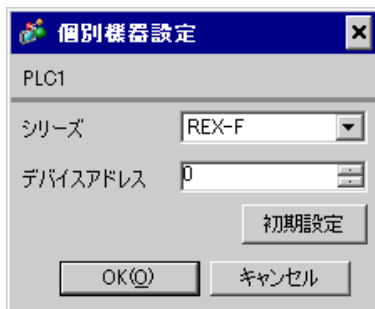 個別機器設定
PLC1
シリーズ REX-F
デバイスアドレス 0
初期設定
OK(O) キャンセル